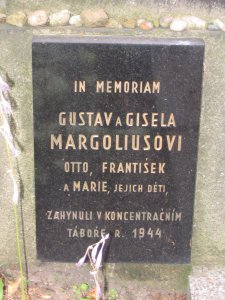 IN MEMORIAM
GUSTAV A GISELA
MARGOLIUSOVI
OTTO, FRANTIŠEK
A MARIE, JEJICH DĚTI,
ZAHYNULI V KONCENTRAČNÍM
TÁBOŘE R. 1944